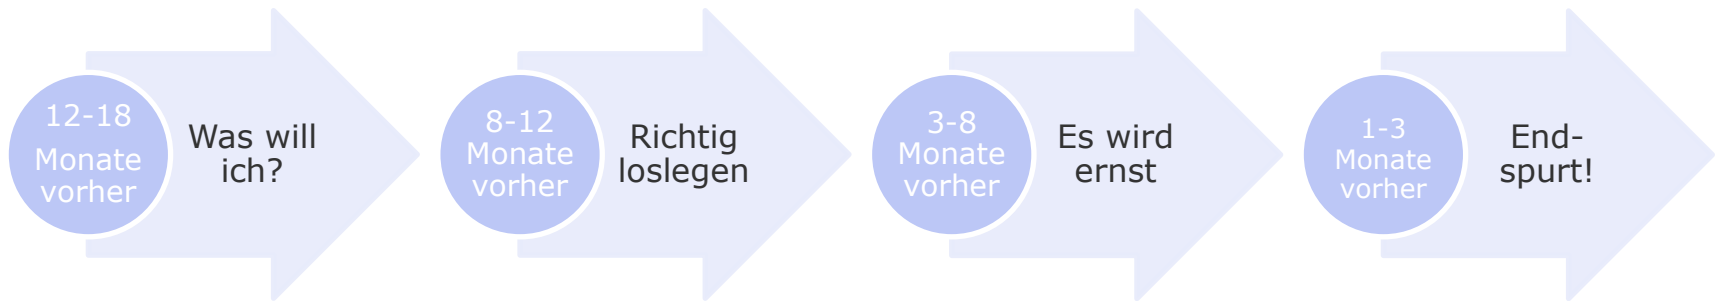 12-18
Monate
vorher
Was will
ich?
8-12
Monate
vorher
Richtig
loslegen
3-8
Monate
vorher
Es wird
ernst
1-3
Monate
vorher
End-
spurt!